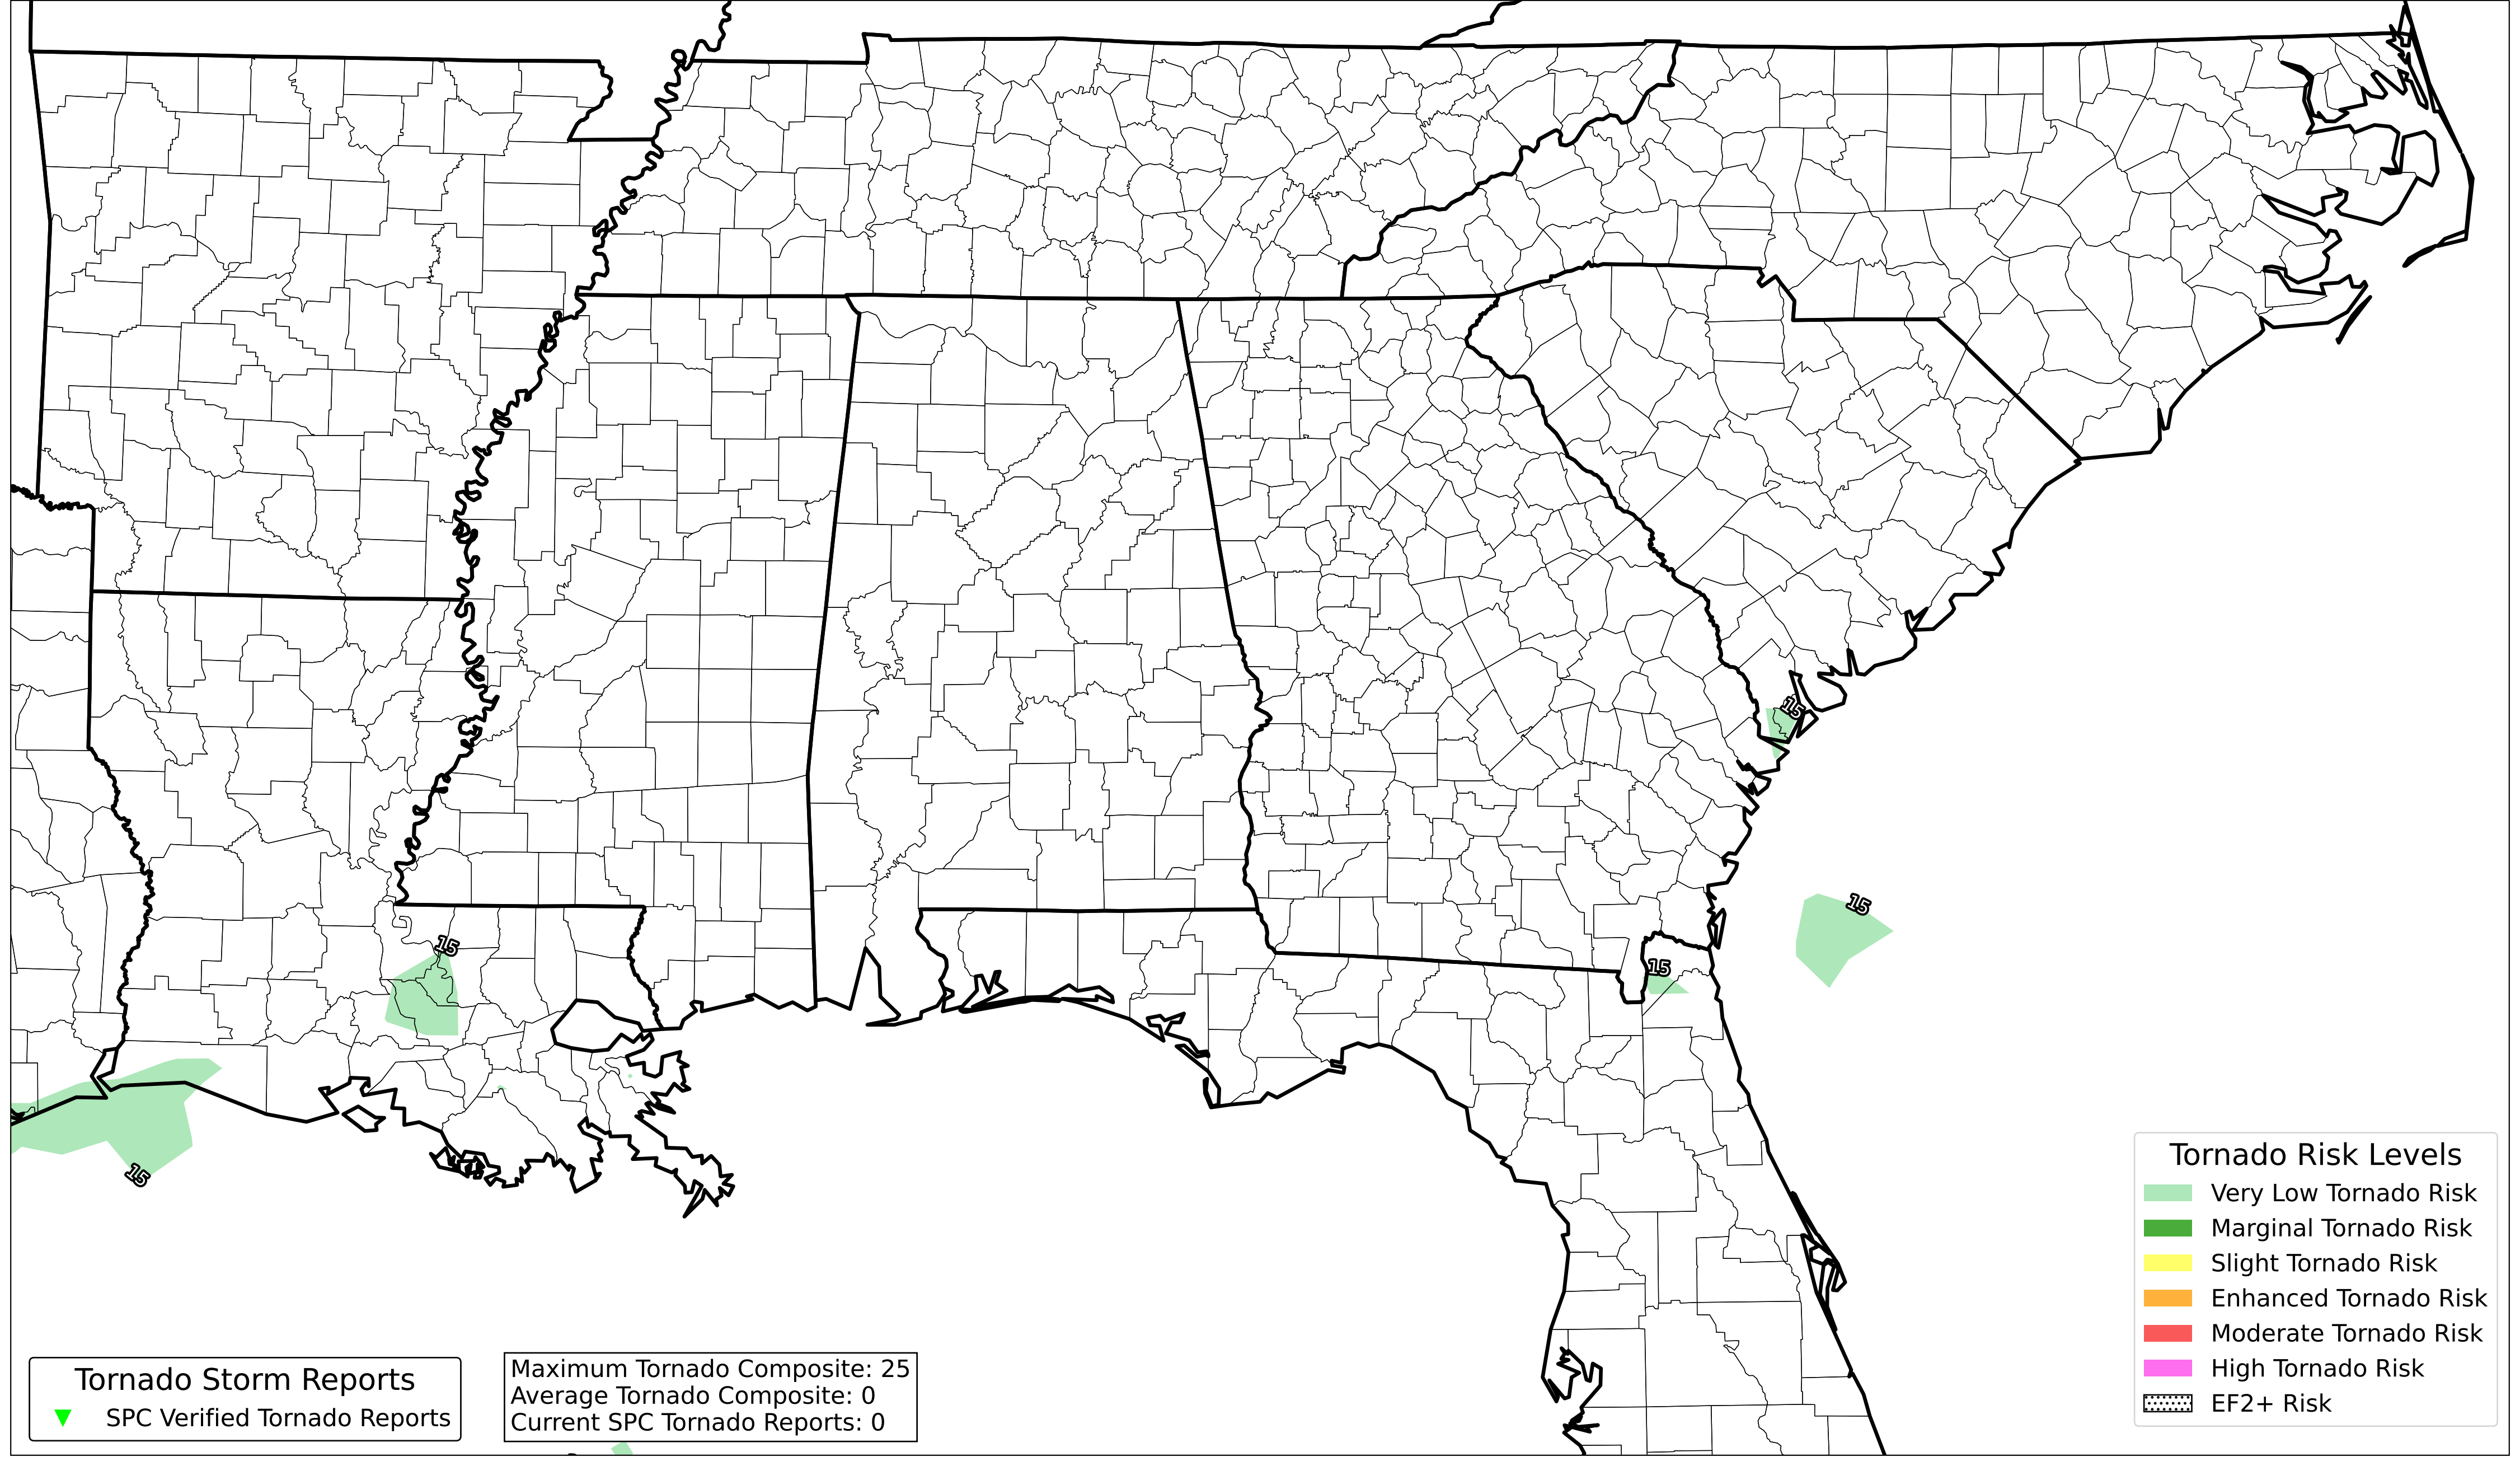 15
15
15
15
15
Tornado Risk Levels
Very Low Tornado Risk
Marginal Tornado Risk
Slight Tornado Risk
Enhanced Tornado Risk
Moderate Tornado Risk
High Tornado Risk
EF2+ Risk
Tornado Storm Reports
SPC Verified Tornado Reports
Maximum Tornado Composite: 25
Average Tornado Composite: 0
Current SPC Tornado Reports: 0